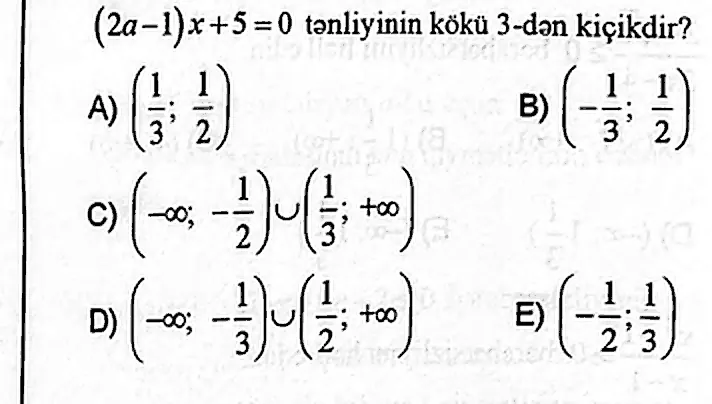 (2a−1)x+5=0 tənliyinin kökü 3-dən kiçikdir?
A) (1/3; 1/2) B) (−1/3; 1/2)
C) (−∞; −1/2)∪(1/3; +∞)
D) (−∞; −1/3)∪(1/2; +∞) E) (−1/2; 1/3)